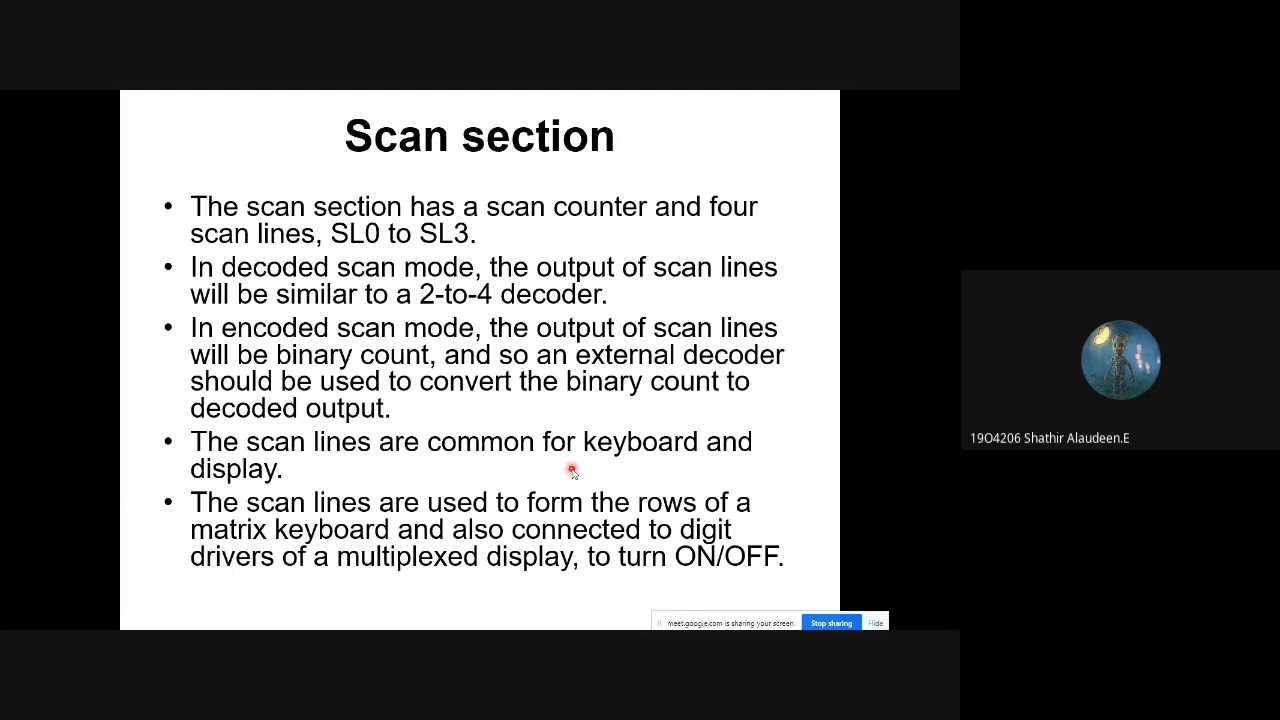 Scan section
• The scan section has a scan counter and four
scan lines, SL0 to SL3.
• In decoded scan mode, the output of scan lines
will be similar to a 2-to-4 decoder.
• In encoded scan mode, the output of scan lines
will be binary count, and so an external decoder
should be used to convert the binary count to
decoded output.
• The scan lines are common for keyboard and
display.
• The scan lines are used to form the rows of a
matrix keyboard and also connected to digit
drivers of a multiplexed display, to turn ON/OFF.
meet.google.com is sharing your screen. Stop sharing Hide
19O4206 Shathir Alaudeen.E